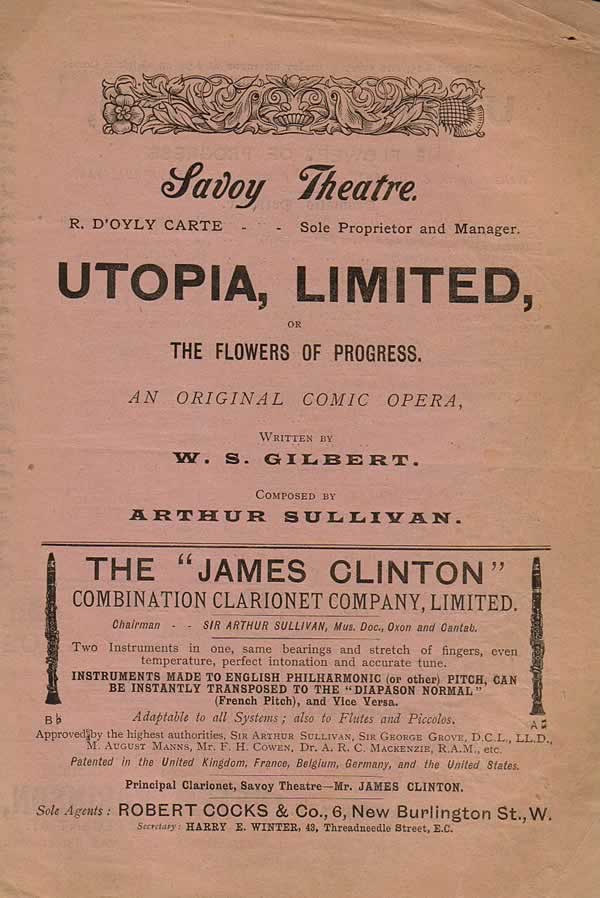 Savoy Theatre.
R. D'OYLY CARTE - - Sole Proprietor and Manager.
UTOPIA, LIMITED,
OR
THE FLOWERS OF PROGRESS.
AN ORIGINAL COMIC OPERA,
WRITTEN BY
W. S. GILBERT.
COMPOSED BY
ARTHUR SULLIVAN.
THE "JAMES CLINTON"
COMBINATION CLARIONET COMPANY, LIMITED.
Chairman - - SIR ARTHUR SULLIVAN, Mus. Doc., Oxon and Cantab.
Two Instruments in one, same bearings and stretch of fingers, even
temperature, perfect intonation and accurate tune.
INSTRUMENTS MADE TO ENGLISH PHILHARMONIC (or other) PITCH, CAN
BE INSTANTLY TRANSPOSED TO THE "DIAPASON NORMAL"
(French Pitch), and Vice Versa.
B♭
A♮
Adaptable to all Systems; also to Flutes and Piccolos.
Approved by the highest authorities, SIR ARTHUR SULLIVAN, SIR GEORGE GROVE, D.C.L., LL.D.,
M. AUGUST MANNS, MR. F. H. COWEN, DR. A. R. C. MACKENZIE, R.A.M., etc.
Patented in the United Kingdom, France, Belgium, Germany, and the United States.
Principal Clarionet, Savoy Theatre—Mr. JAMES CLINTON.
Sole Agents: ROBERT COCKS & Co., 6, New Burlington St., W.
Secretary: HARRY E. WINTER, 43, Threadneedle Street, E.C.